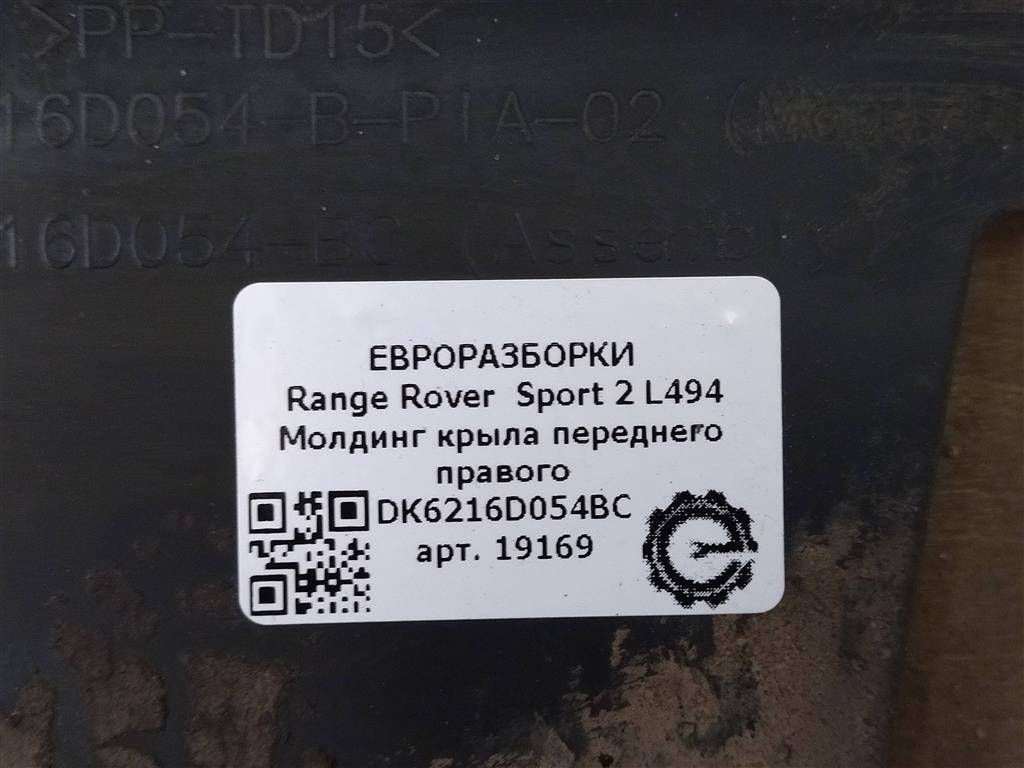 >PP-TD15<
16D054-B-PIA-02
16D054-BC (Assembly)
ЕВРОРАЗБОРКИ
Range Rover Sport 2 L494
Молдинг крыла переднего
правого
DK6216D054BC
арт. 19169